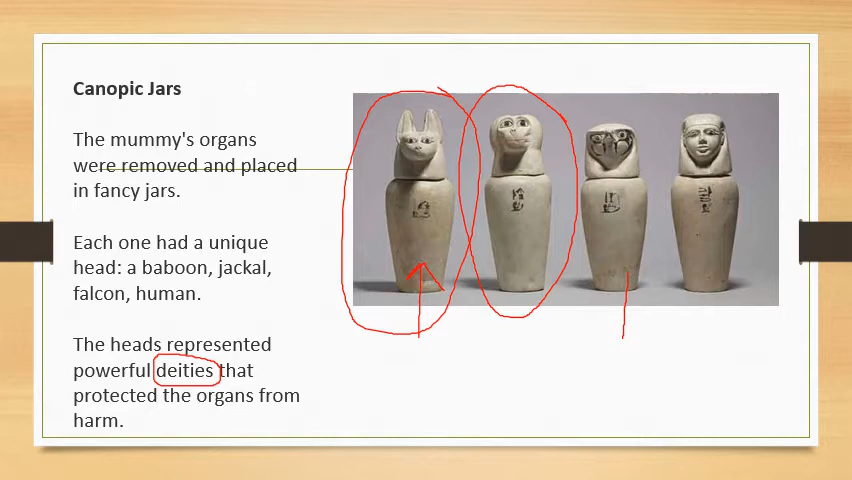 Canopic Jars
The mummy's organs
were removed and placed
in fancy jars.
Each one had a unique
head: a baboon, jackal,
falcon, human.
The heads represented
powerful deities that
protected the organs from
harm.